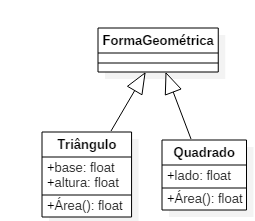 FormaGeométrica
Triângulo
+base: float
+altura: float
+Área(): float
Quadrado
+lado: float
+Área(): float